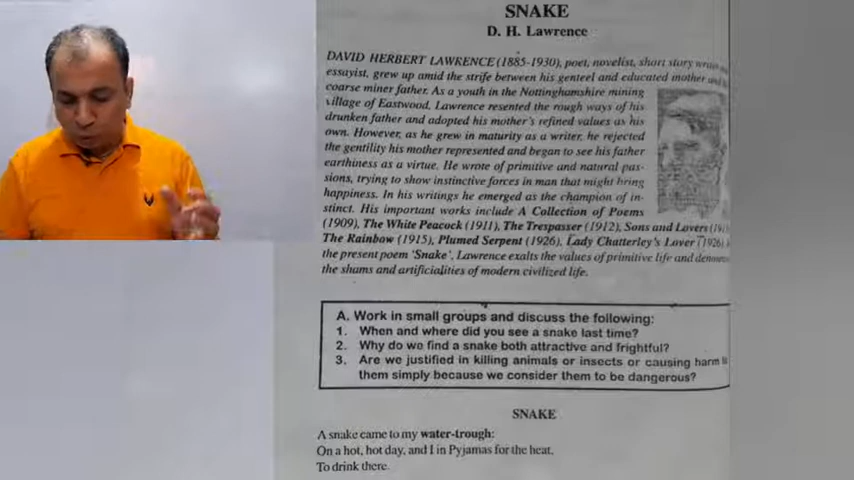 SNAKE
D. H. Lawrence
DAVID HERBERT LAWRENCE (1885-1930), poet, novelist, short story
essayist, grew up amid the strife between his genteel and educated mother and
coarse miner father. As a youth in the Nottinghamshire mining
village of Eastwood, Lawrence resented the rough ways of his
drunken father and adopted his mother's refined values as his
own. However, as he grew in maturity as a writer, he rejected
the gentility his mother represented and began to see his father
earthiness as a virtue. He wrote of primitive and natural pas-
sions, trying to show instinctive forces in man that might bring
happiness. In his writings he emerged as the champion of in-
stinct. His important works include A Collection of Poems
(1909), The White Peacock (1911), The Trespasser (1912), Sons and Lovers
The Rainbow (1915), Plumed Serpent (1926), Lady Chatterley's Lover (1926)
the present poem 'Snake', Lawrence exalts the values of primitive life and
the shams and artificialities of modern civilized life.
A. Work in small groups and discuss the following:
1. When and where did you see a snake last time?
2. Why do we find a snake both attractive and frightful?
3. Are we justified in killing animals or insects or causing harm
them simply because we consider them to be dangerous?
SNAKE
A snake came to my water-trough:
On a hot, hot day, and I in Pyjamas for the heat,
To drink there.